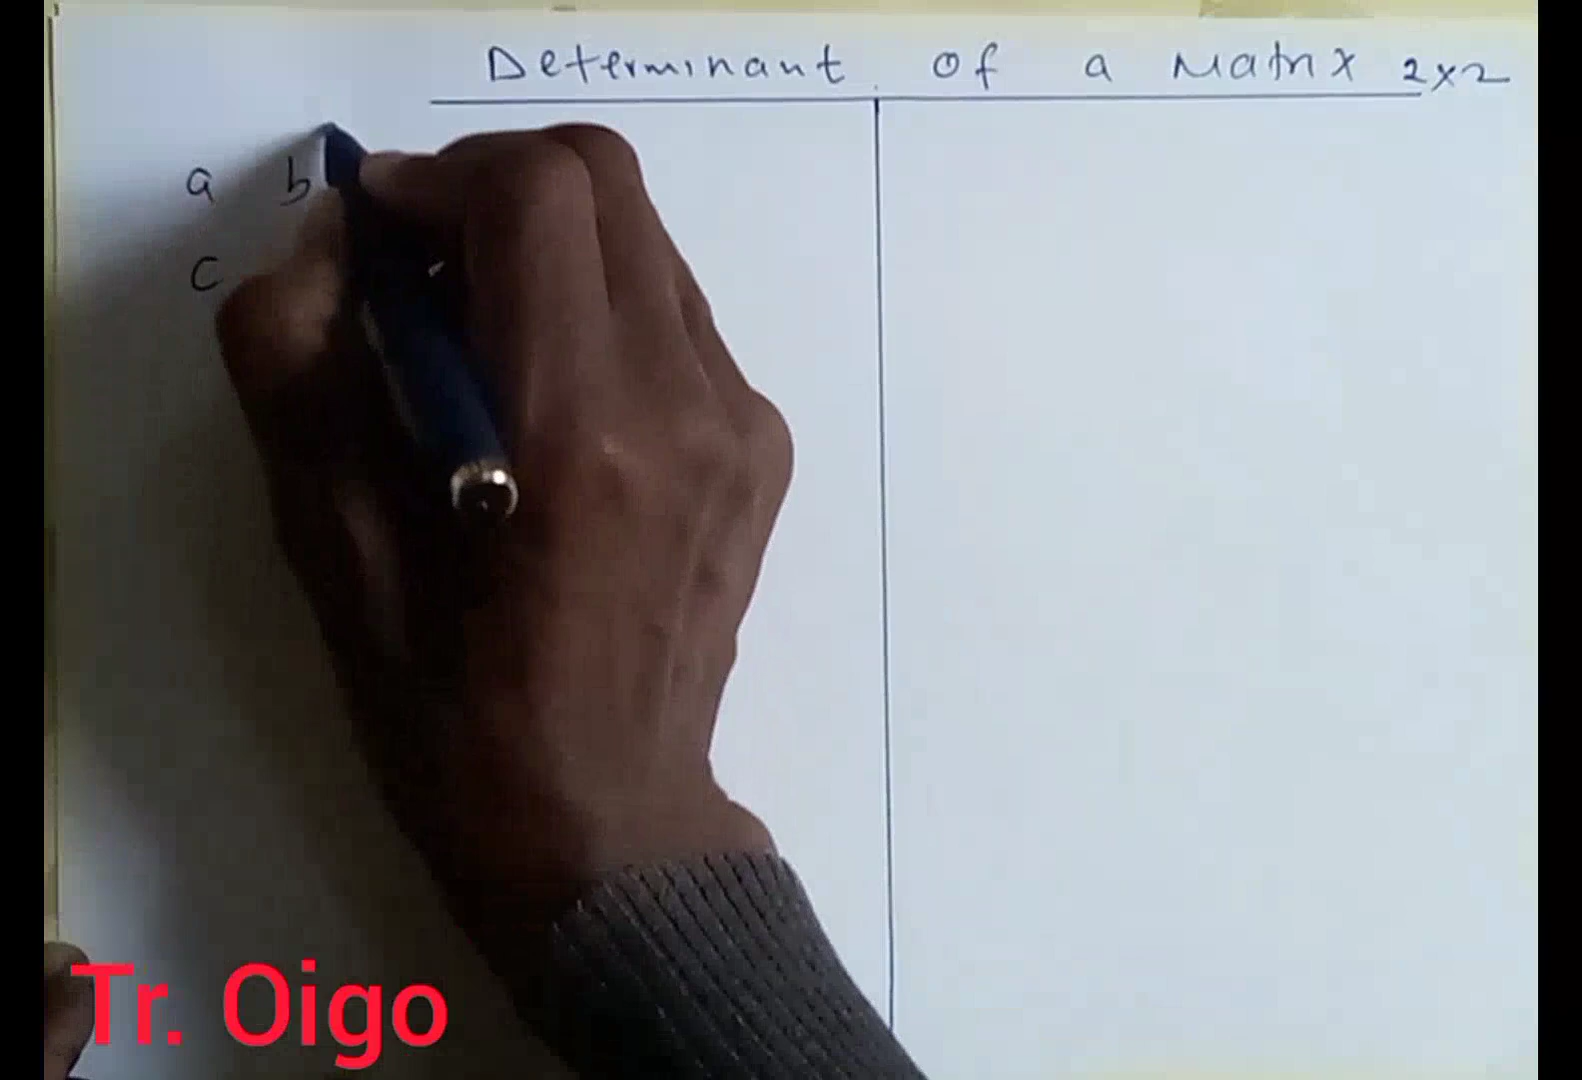 Determinant of a Matrix 2x2
a b
c
Tr. Oigo